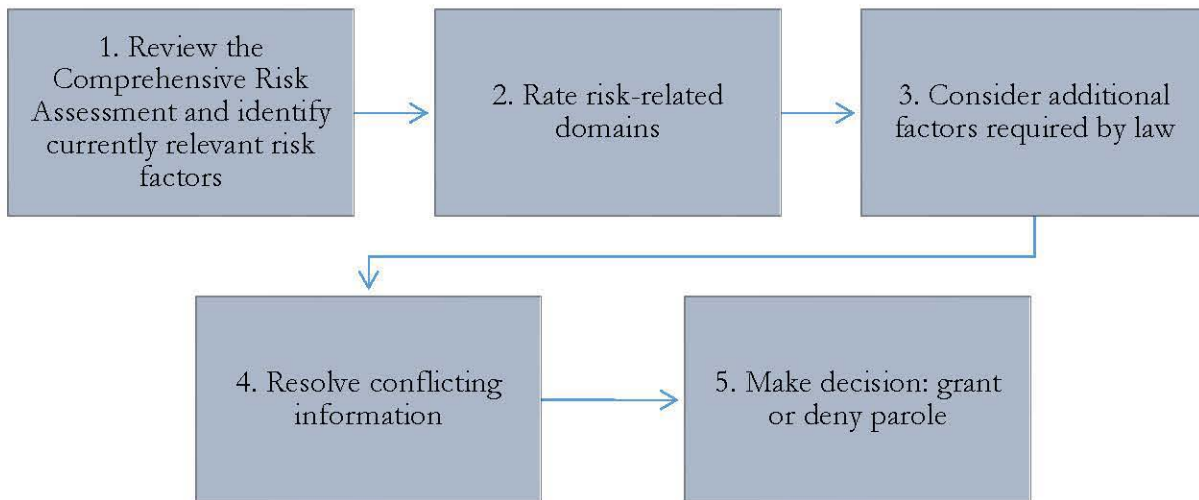 1. Review the
Comprehensive Risk
Assessment and identify
currently relevant risk
factors
2. Rate risk-related
domains
3. Consider additional
factors required by law
4. Resolve conflicting
information
5. Make decision: grant
or deny parole